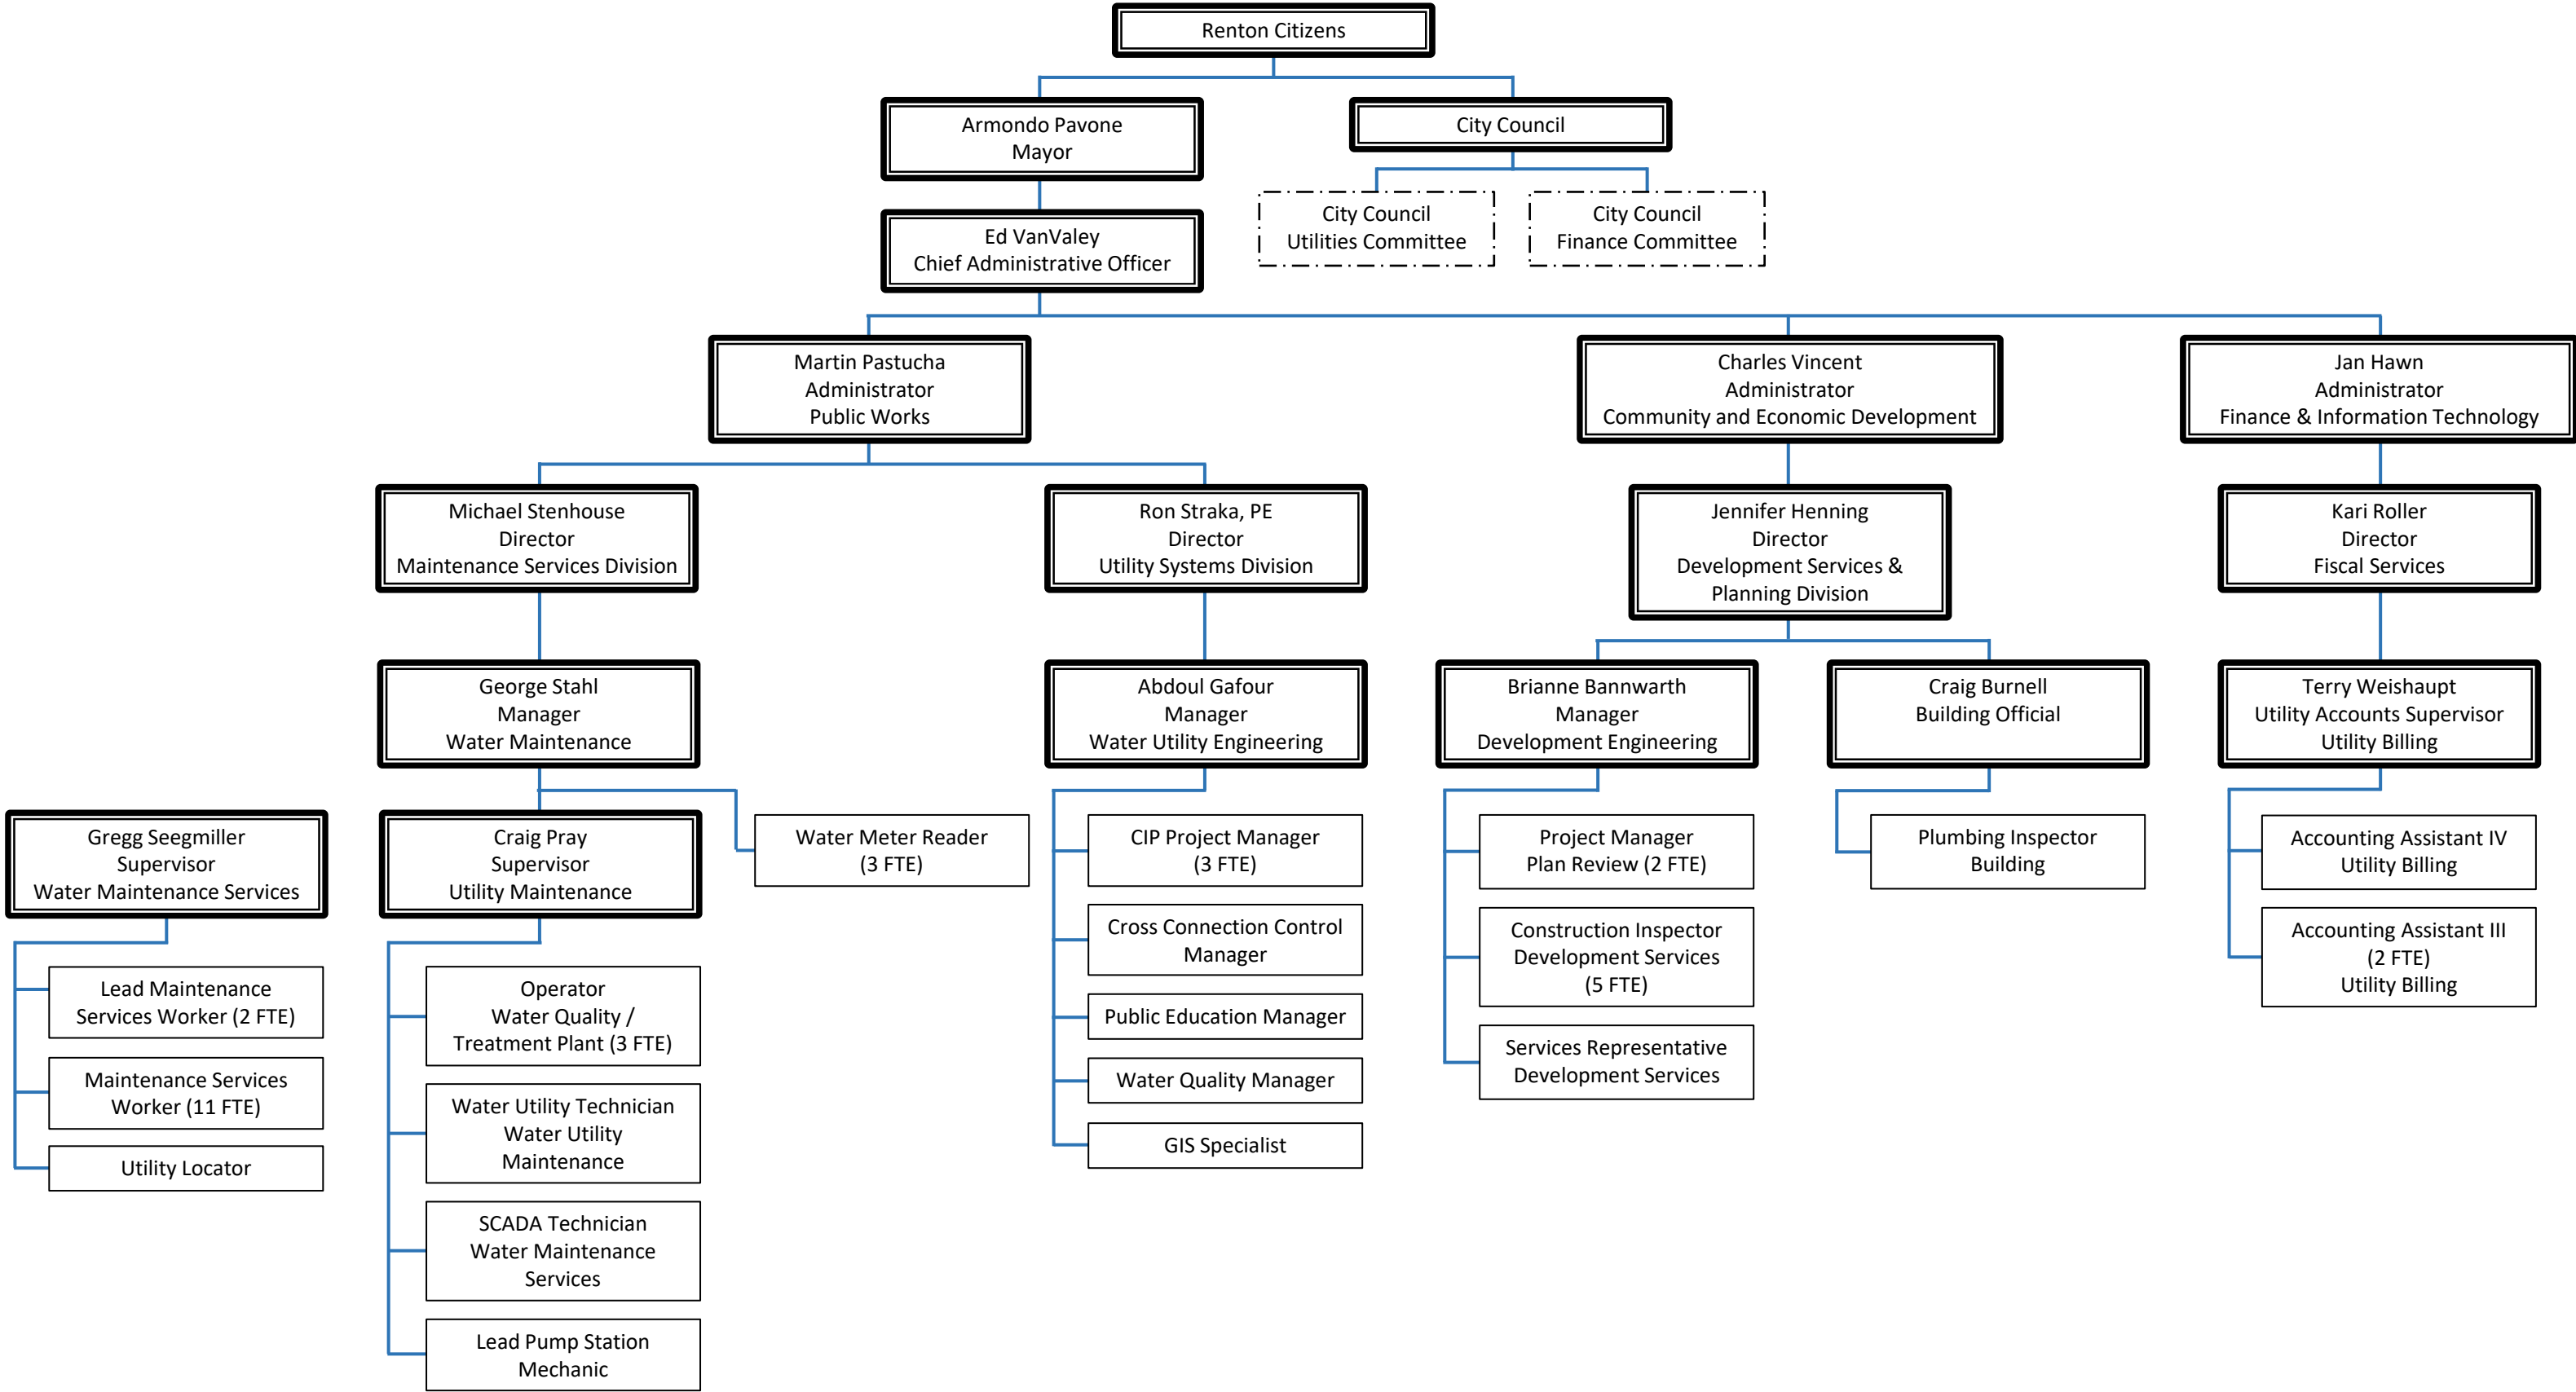 Renton Citizens
Armondo Pavone
Mayor
City Council
City Council
Utilities Committee
City Council
Finance Committee
Ed VanValey
Chief Administrative Officer
Martin Pastucha
Administrator
Public Works
Charles Vincent
Administrator
Community and Economic Development
Jan Hawn
Administrator
Finance & Information Technology
Michael Stenhouse
Director
Maintenance Services Division
Ron Straka, PE
Director
Utility Systems Division
Jennifer Henning
Director
Development Services &
Planning Division
Kari Roller
Director
Fiscal Services
George Stahl
Manager
Water Maintenance
Abdoul Gafour
Manager
Water Utility Engineering
Brianne Bannwarth
Manager
Development Engineering
Craig Burnell
Building Official
Terry Weishaupt
Utility Accounts Supervisor
Utility Billing
Gregg Seegmiller
Supervisor
Water Maintenance Services
Craig Pray
Supervisor
Utility Maintenance
Water Meter Reader
(3 FTE)
CIP Project Manager
(3 FTE)
Project Manager
Plan Review (2 FTE)
Plumbing Inspector
Building
Accounting Assistant IV
Utility Billing
Cross Connection Control
Manager
Construction Inspector
Development Services
(5 FTE)
Accounting Assistant III
(2 FTE)
Utility Billing
Lead Maintenance
Services Worker (2 FTE)
Operator
Water Quality /
Treatment Plant (3 FTE)
Public Education Manager
Services Representative
Development Services
Maintenance Services
Worker (11 FTE)
Water Utility Technician
Water Utility
Maintenance
Water Quality Manager
Utility Locator
GIS Specialist
SCADA Technician
Water Maintenance
Services
Lead Pump Station
Mechanic